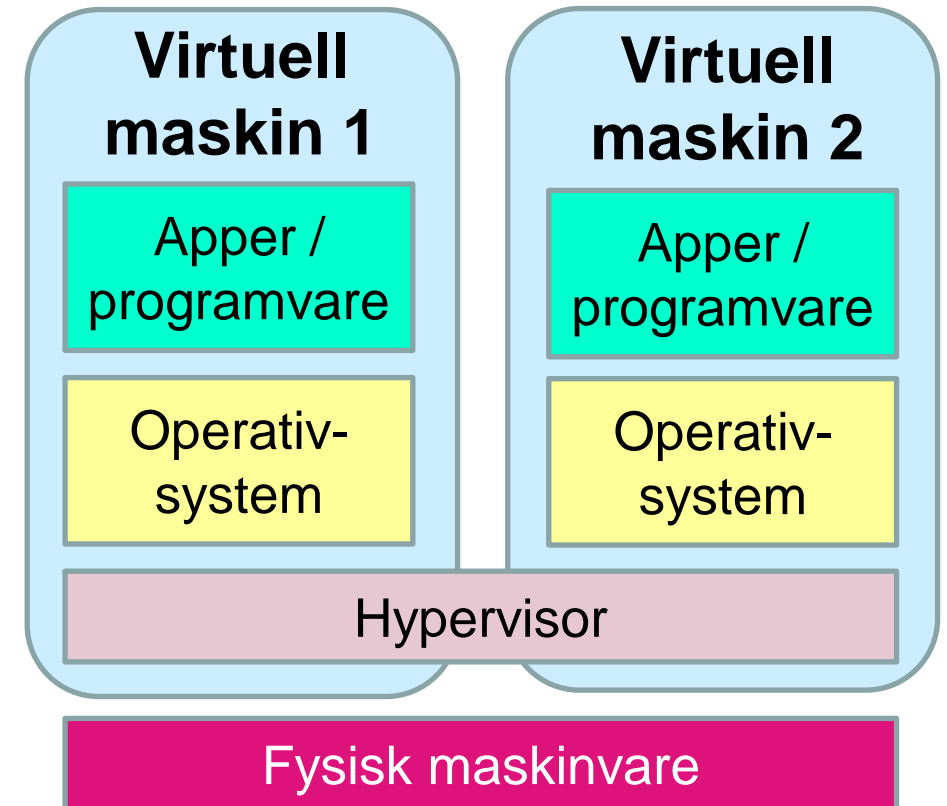 Virtuell
maskin 1
Apper /
programvare
Operativ-
system
Virtuell
maskin 2
Apper /
programvare
Operativ-
system
Hypervisor
Fysisk maskinvare